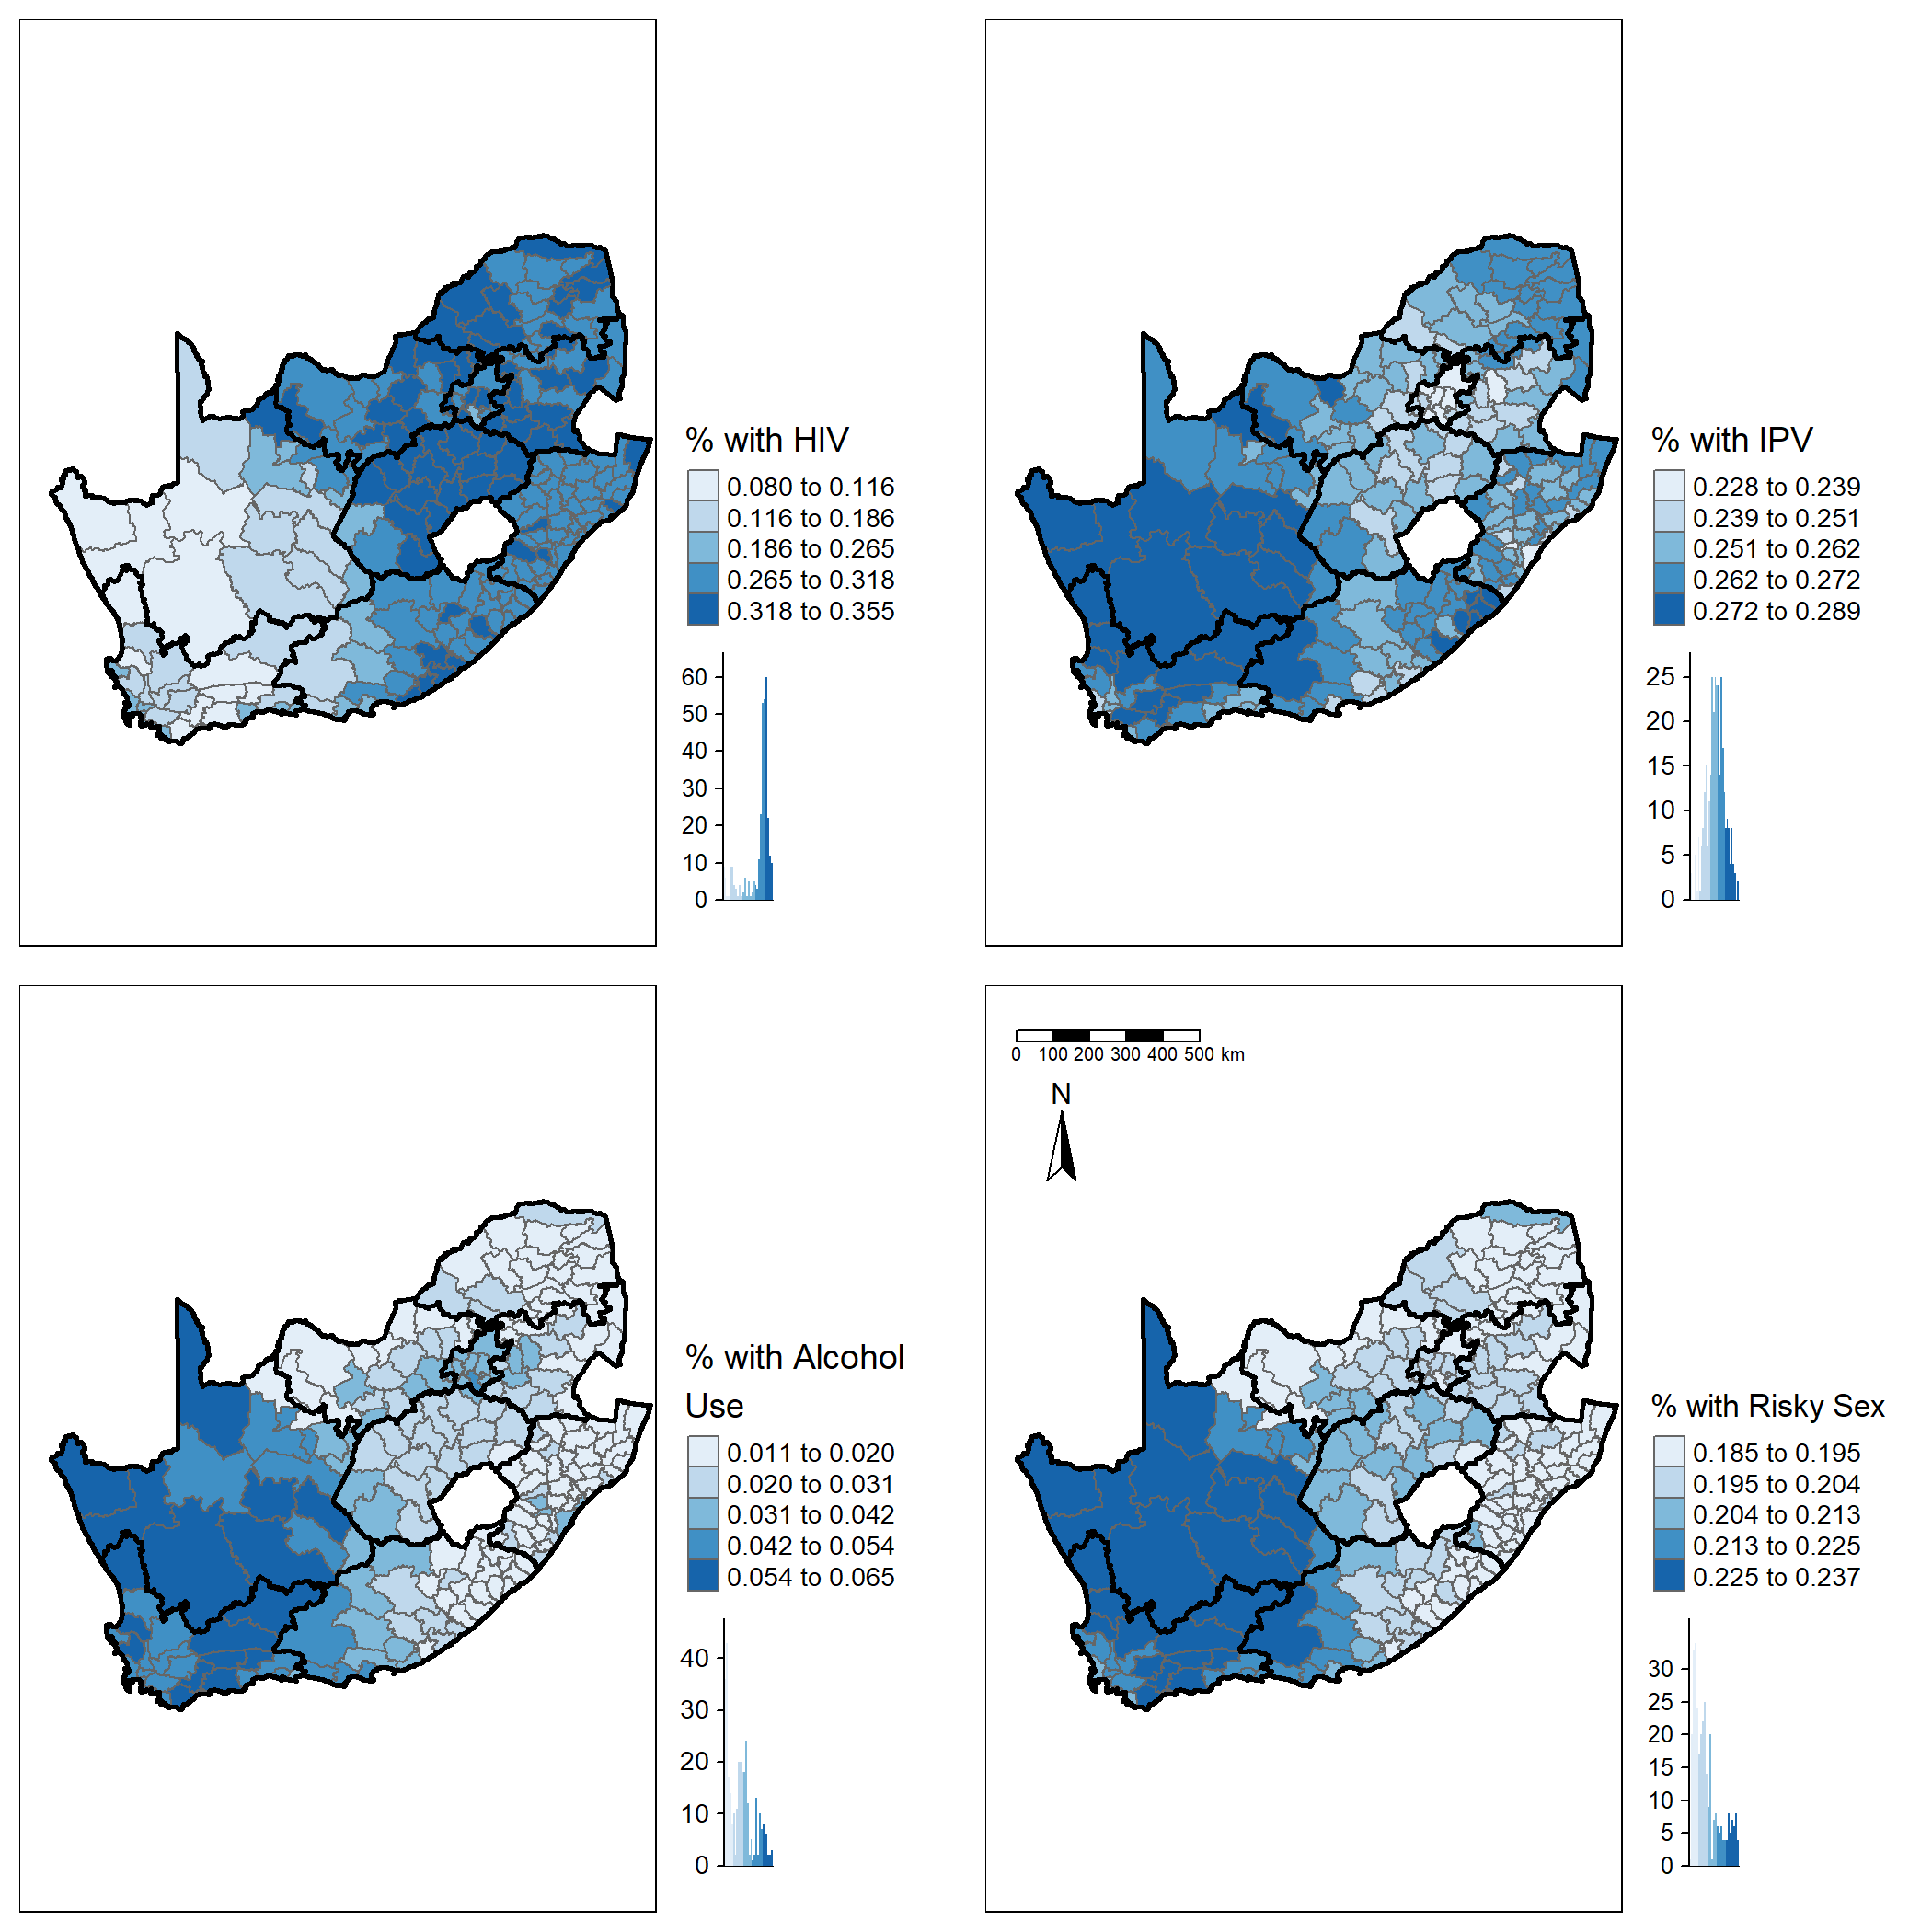 % with HIV
0.080 to 0.116
0.116 to 0.186
0.186 to 0.265
0.265 to 0.318
0.318 to 0.355
60
50
40
30
20
10
0
% with IPV
0.228 to 0.239
0.239 to 0.251
0.251 to 0.262
0.262 to 0.272
0.272 to 0.289
25
20
15
10
5
0
% with Alcohol
Use
0.011 to 0.020
0.020 to 0.031
0.031 to 0.042
0.042 to 0.054
0.054 to 0.065
40
30
20
10
0
0 100 200 300 400 500 km
N
% with Risky Sex
0.185 to 0.195
0.195 to 0.204
0.204 to 0.213
0.213 to 0.225
0.225 to 0.237
30
25
20
15
10
5
0